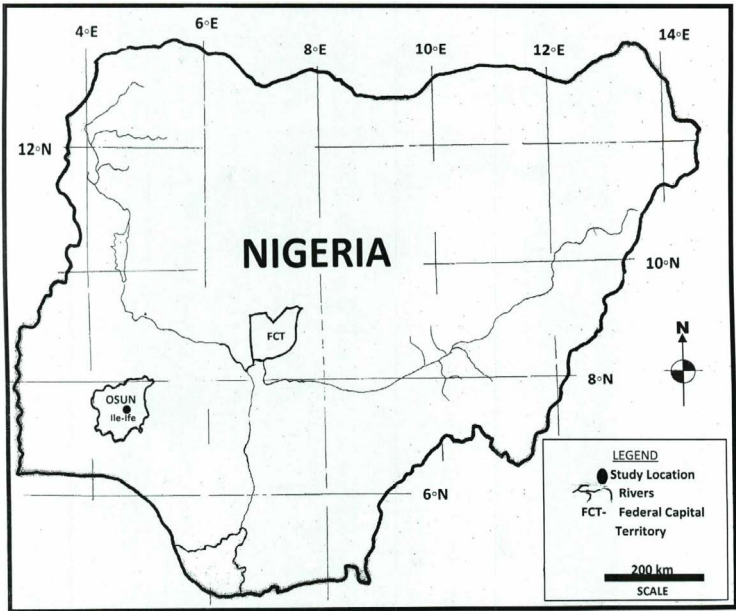 6°E
4°E
8°E
10°E
12°E
14°E
12°N
NIGERIA
10°N
FCT
N
8°N
OSUN
Ile-Ife
6°N
LEGEND
Study Location
Rivers
FCT- Federal Capital
Territory
200 km
SCALE